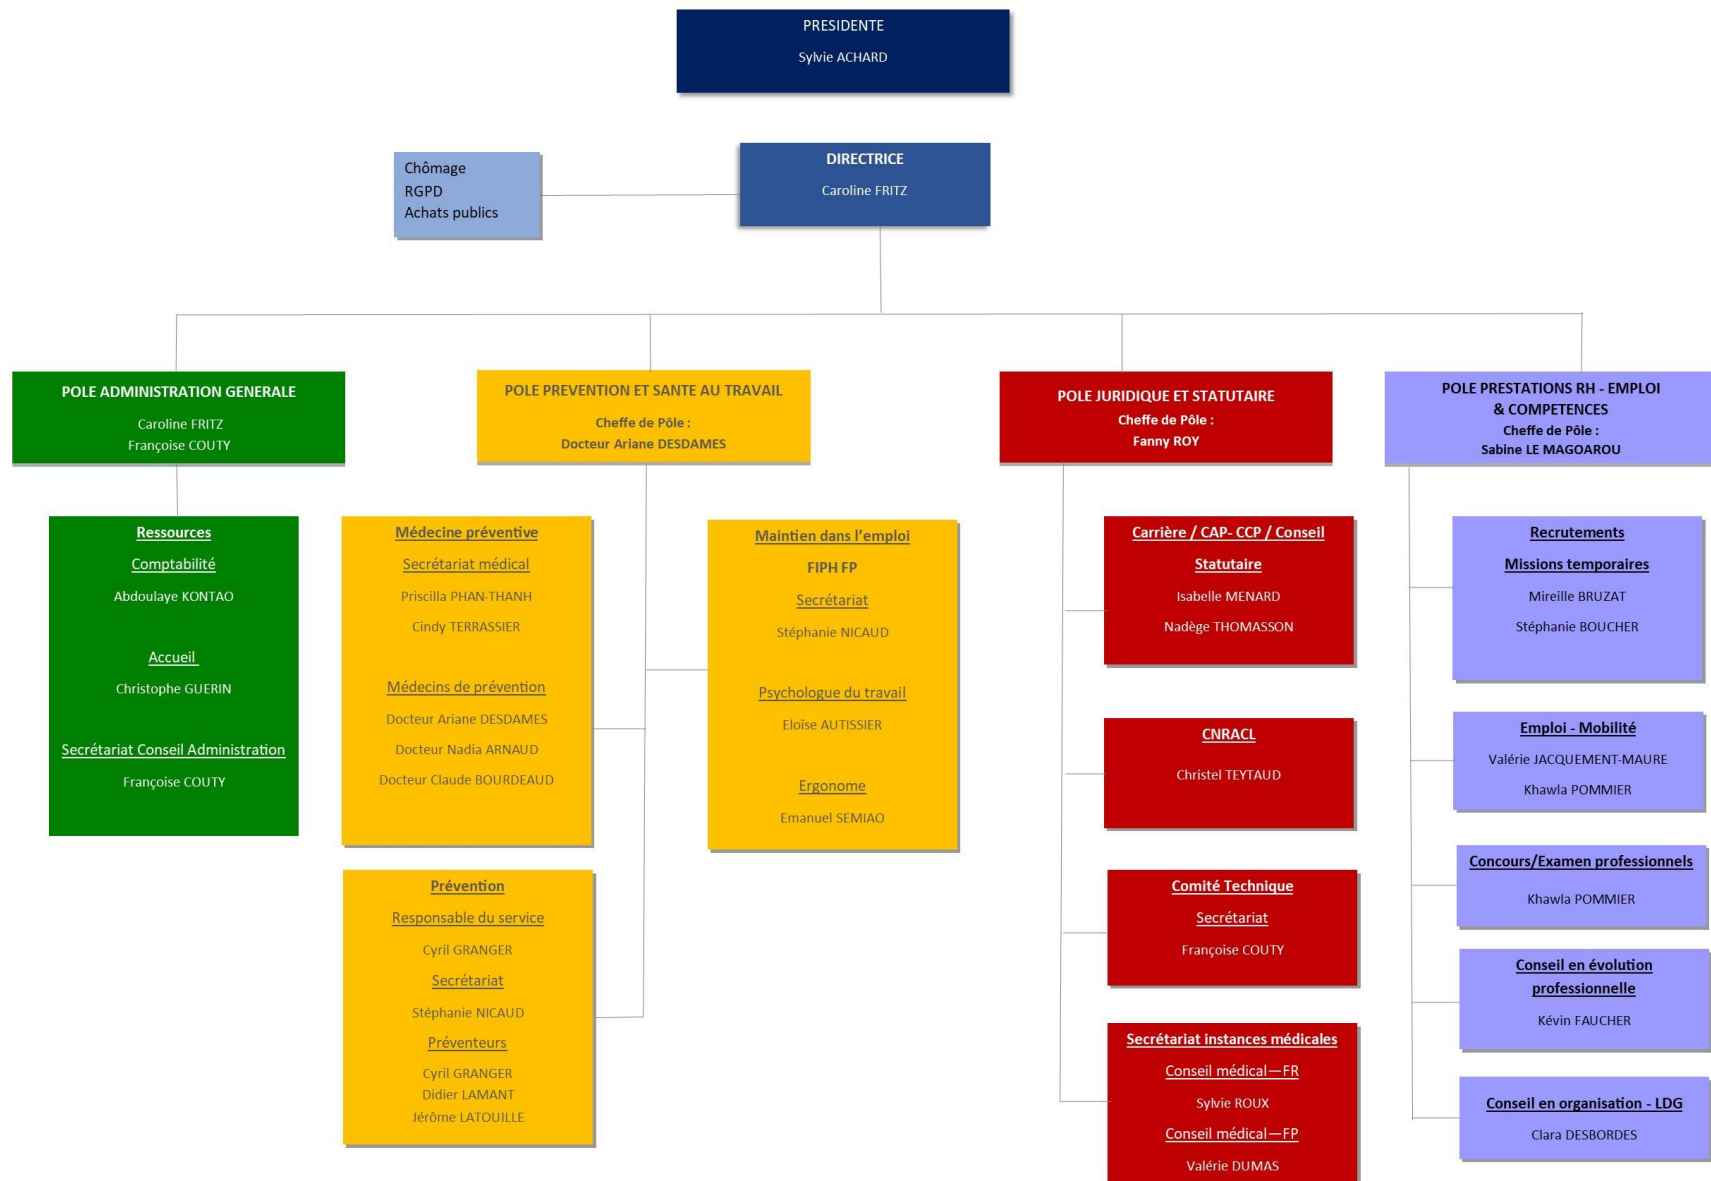 PRESIDENTE
Sylvie ACHARD
Chômage
RGPD
Achats publics
DIRECTRICE
Caroline FRITZ
POLE ADMINISTRATION GENERALE
Caroline FRITZ
Françoise COUTY
Ressources
Comptabilité
Abdoulaye KONTAO
Accueil
Christophe GUERIN
Secrétariat Conseil Administration
Françoise COUTY
POLE PREVENTION ET SANTE AU TRAVAIL
Cheffe de Pôle :
Docteur Ariane DESDAMES
Médecine préventive
Secrétariat médical
Priscilla PHAN-THANH
Cindy TERRASSIER
Médecins de prévention
Docteur Ariane DESDAMES
Docteur Nadia ARNAUD
Docteur Claude BOURDEAUD
Prévention
Responsable du service
Cyril GRANGER
Secrétariat
Stéphanie NICAUD
Préventeurs
Cyril GRANGER
Didier LAMANT
Jérôme LATOUILLE
Maintien dans l'emploi
FIPH FP
Secrétariat
Stéphanie NICAUD
Psychologue du travail
Eloïse AUTISSIER
Ergonome
Emanuel SEMIAO
POLE JURIDIQUE ET STATUTAIRE
Cheffe de Pôle :
Fanny ROY
Carrière / CAP- CCP / Conseil
Statutaire
Isabelle MENARD
Nadège THOMASSON
CNRACL
Christel TEYTAUD
Comité Technique
Secrétariat
Françoise COUTY
Secrétariat instances médicales
Conseil médical—FR
Sylvie ROUX
Conseil médical—FP
Valérie DUMAS
POLE PRESTATIONS RH - EMPLOI
& COMPETENCES
Cheffe de Pôle :
Sabine LE MAGOAROU
Recrutements
Missions temporaires
Mireille BRUZAT
Stéphanie BOUCHER
Emploi - Mobilité
Valérie JACQUEMENT-MAURE
Khawla POMMIER
Concours/Examen professionnels
Khawla POMMIER
Conseil en évolution
professionnelle
Kévin FAUCHER
Conseil en organisation - LDG
Clara DESBORDES